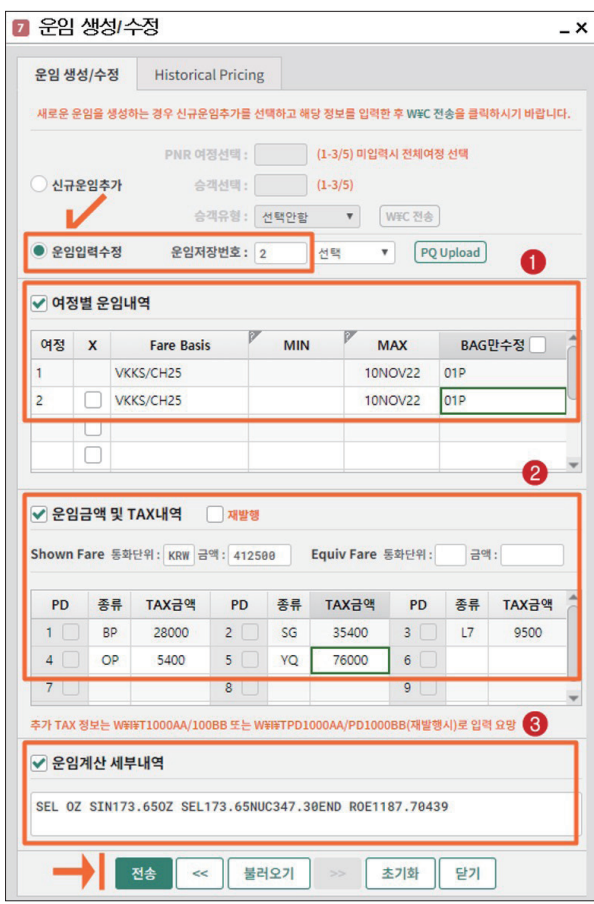 7 운임 생성/수정 _ ×
운임 생성/수정 Historical Pricing
새로운 운임을 생성하는 경우 신규운임추가를 선택하고 해당 정보를 입력한 후 W¥C 전송을 클릭하시기 바랍니다.
PNR 여정선택 : (1-3/5) 미입력시 전체여정 선택
신규운임추가 승객선택 : (1-3/5)
승객유형 : 선택안함 ▼ W¥C 전송
운임입력수정 운임저장번호 : 2 선택 ▼ PQ Upload
1
여정별 운임내역
여정 X Fare Basis MIN MAX BAG만수정
1 VKKS/CH25 10NOV22 01P
2 VKKS/CH25 10NOV22 01P
2
운임금액 및 TAX내역 재발행
Shown Fare 통화단위 : KRW 금액 : 412500 Equiv Fare 통화단위 : 금액 :
PD 종류 TAX금액 PD 종류 TAX금액 PD 종류 TAX금액
1 BP 28000 2 SG 35400 3 L7 9500
4 OP 5400 5 YQ 76000 6
7 8 9
추가 TAX 정보는 W¥I¥T1000AA/100BB 또는 W¥I¥TPD1000AA/PD1000BB(재발행시)로 입력 요망 3
운임계산 세부내역
SEL OZ SIN173.65OZ SEL173.65NUC347.30END ROE1187.70439
전송 << 불러오기 >> 초기화 닫기